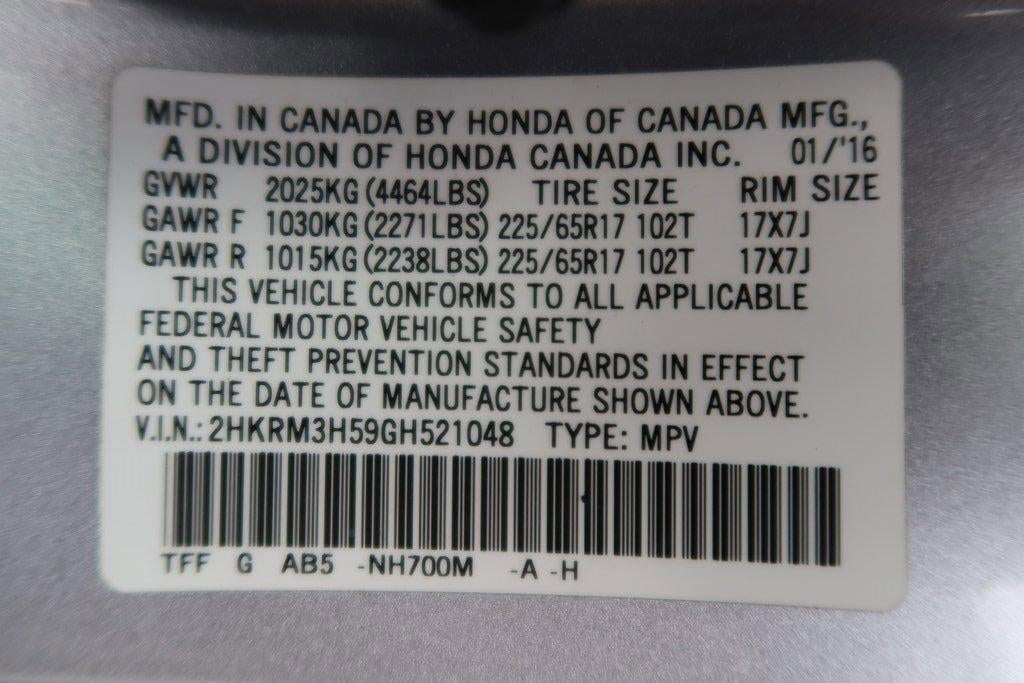 MFD. IN CANADA BY HONDA OF CANADA MFG.,
A DIVISION OF HONDA CANADA INC. 01/'16
GVWR 2025KG (4464LBS) TIRE SIZE RIM SIZE
GAWR F 1030KG (2271LBS) 225/65R17 102T 17X7J
GAWR R 1015KG (2238LBS) 225/65R17 102T 17X7J
THIS VEHICLE CONFORMS TO ALL APPLICABLE
FEDERAL MOTOR VEHICLE SAFETY
AND THEFT PREVENTION STANDARDS IN EFFECT
ON THE DATE OF MANUFACTURE SHOWN ABOVE.
V.I.N.: 2HKRM3H59GH521048 TYPE: MPV
TFF G AB5 -NH700M -A -H